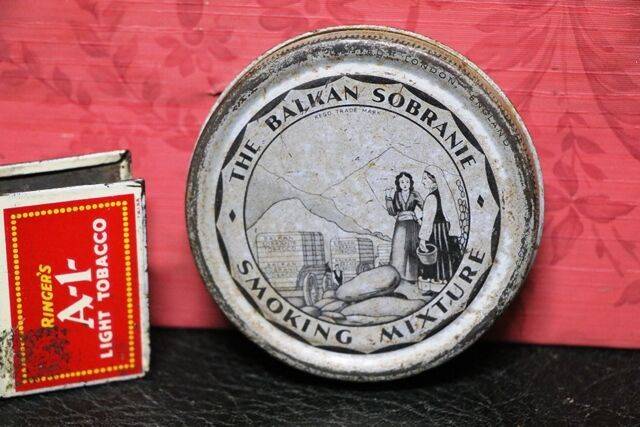 RINGER'S
A-1-
LIGHT TOBACCO
LONDON, ENGLAND
THE BALKAN SOBRANIE
REGD. TRADE MARK
SMOKING MIXTURE